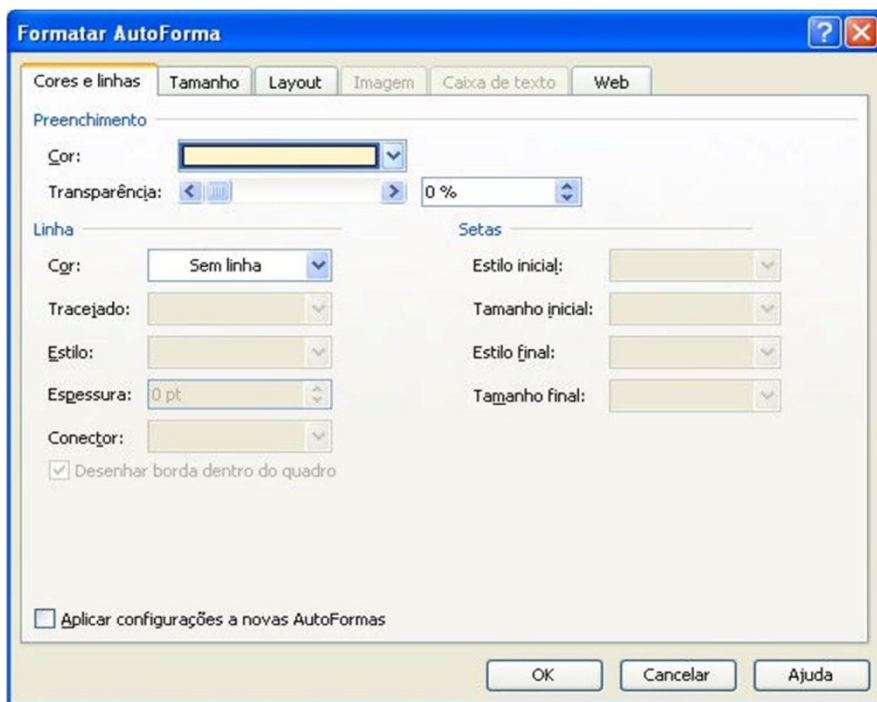 Formatar AutoForma
Cores e linhas Tamanho Layout Imagem Caixa de texto Web
Preenchimento
Cor:
Transparência: 0 %
Linha Setas
Cor: Sem linha Estilo inicial:
Tracejado: Tamanho inicial:
Estilo: Estilo final:
Espessura: 0 pt Tamanho final:
Conector:
Desenhar borda dentro do quadro
Aplicar configurações a novas AutoFormas
OK Cancelar Ajuda